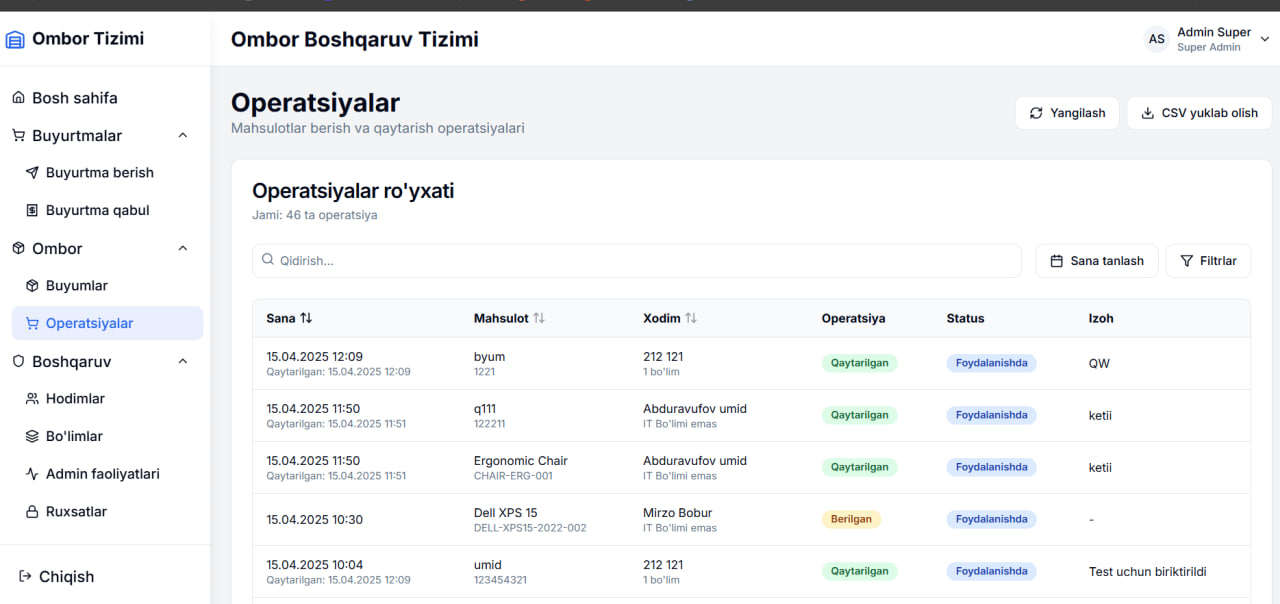 Ombor Tizimi
Ombor Boshqaruv Tizimi
AS
Admin Super
Super Admin
Bosh sahifa
Buyurtmalar
Buyurtma berish
Buyurtma qabul
Ombor
Buyumlar
Operatsiyalar
Boshqaruv
Hodimlar
Bo'limlar
Admin faoliyatlari
Ruxsatlar
Chiqish
Operatsiyalar
Mahsulotlar berish va qaytarish operatsiyalari
Yangilash
CSV yuklab olish
Operatsiyalar ro'yxati
Jami: 46 ta operatsiya
Qidirish...
Sana tanlash
Filtrlar
Sana Mahsulot Xodim Operatsiya Status Izoh
15.04.2025 12:09 byum 212 121 Qaytarilgan Foydalanishda QW
Qaytarilgan: 15.04.2025 12:09 1221 1 bo'lim
15.04.2025 11:50 q111 Abduravufov umid Qaytarilgan Foydalanishda ketii
Qaytarilgan: 15.04.2025 11:51 122211 IT Bo'limi emas
15.04.2025 11:50 Ergonomic Chair Abduravufov umid Qaytarilgan Foydalanishda ketii
Qaytarilgan: 15.04.2025 11:51 CHAIR-ERG-001 IT Bo'limi emas
15.04.2025 10:30 Dell XPS 15 Mirzo Bobur Berilgan Foydalanishda -
DELL-XPS15-2022-002 IT Bo'limi emas
15.04.2025 10:04 umid 212 121 Qaytarilgan Foydalanishda Test uchun biriktirildi
Qaytarilgan: 15.04.2025 12:09 123454321 1 bo'lim